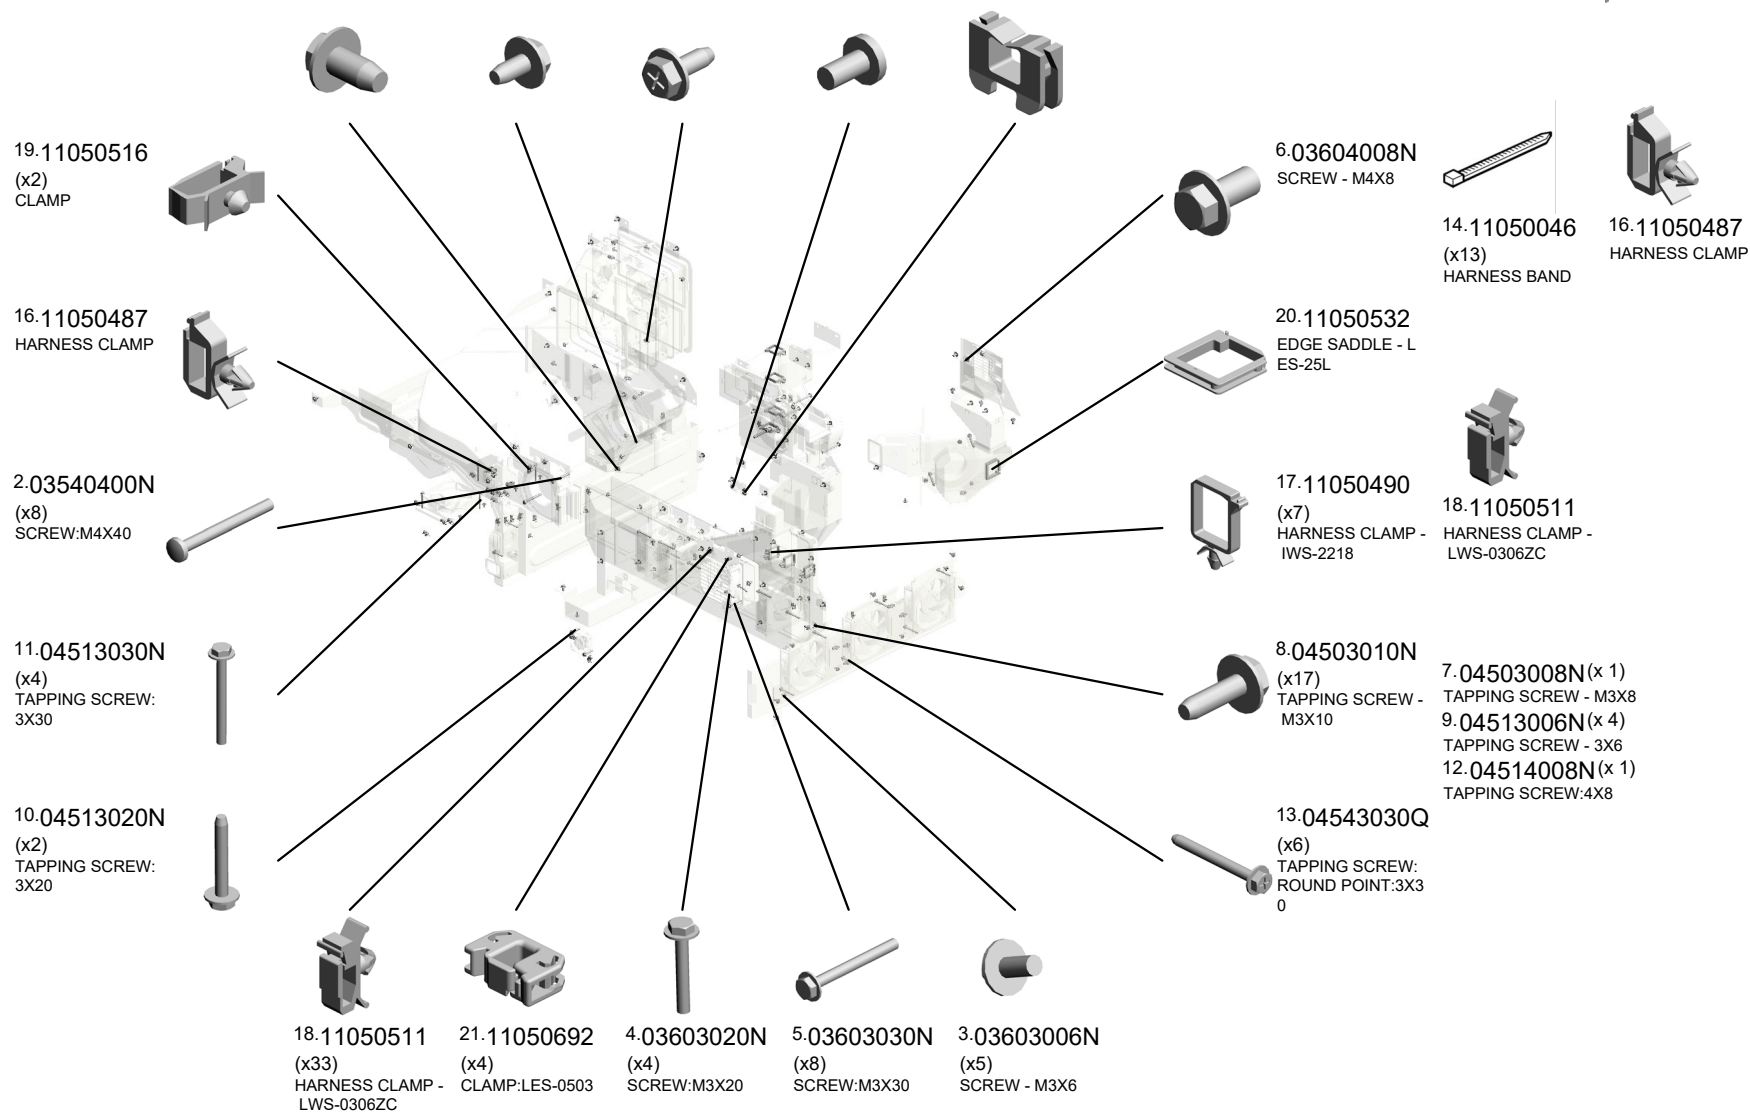 19.11050516
(x2)
CLAMP
6.03604008N
SCREW - M4X8
14.11050046
(x13)
HARNESS BAND
16.11050487
HARNESS CLAMP
16.11050487
HARNESS CLAMP
20.11050532
EDGE SADDLE - L
ES-25L
2.03540400N
(x8)
SCREW:M4X40
17.11050490
(x7)
HARNESS CLAMP -
IWS-2218
18.11050511
HARNESS CLAMP -
LWS-0306ZC
11.04513030N
(x4)
TAPPING SCREW:
3X30
8.04503010N
(x17)
TAPPING SCREW -
M3X10
7.04503008N(x 1)
TAPPING SCREW - M3X8
9.04513006N(x 4)
TAPPING SCREW - 3X6
12.04514008N(x 1)
TAPPING SCREW:4X8
10.04513020N
(x2)
TAPPING SCREW:
3X20
13.04543030Q
(x6)
TAPPING SCREW:
ROUND POINT:3X3
0
18.11050511
(x33)
HARNESS CLAMP -
LWS-0306ZC
21.11050692
(x4)
CLAMP:LES-0503
4.03603020N
(x4)
SCREW:M3X20
5.03603030N
(x8)
SCREW:M3X30
3.03603006N
(x5)
SCREW - M3X6